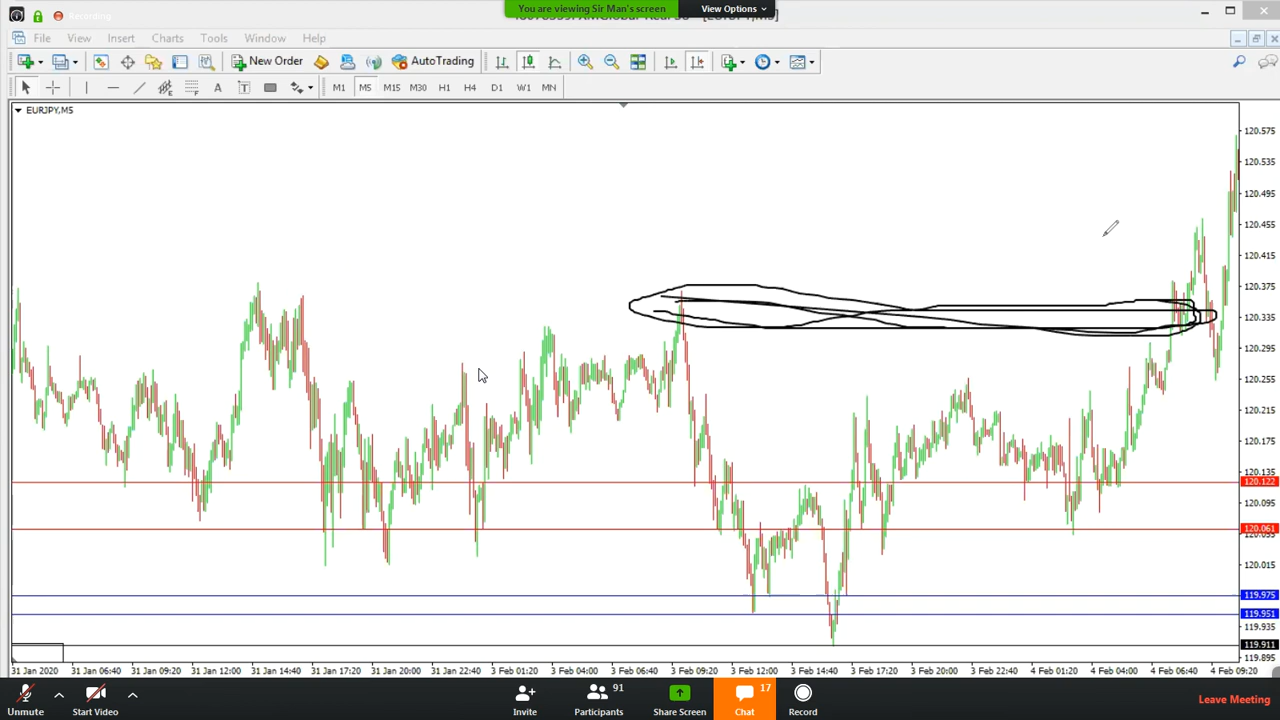 You are viewing Sir Man's screen
View Options
Recording
[EURJPY,M5]
File View Insert Charts Tools Window Help
New Order AutoTrading
A T M1 M5 M15 M30 H1 H4 D1 W1 MN
EURJPY,M5
120.575
120.535
120.495
120.455
120.415
120.375
120.335
120.295
120.255
120.215
120.175
120.135
120.122
120.095
120.061
120.055
120.015
119.975
119.951
119.935
119.911
119.895
31 Jan 2020 31 Jan 06:40 31 Jan 09:20 31 Jan 12:00 31 Jan 14:40 31 Jan 17:20 31 Jan 22:40 3 Feb 01:20 3 Feb 04:00 3 Feb 06:40 3 Feb 09:20 3 Feb 12:00 3 Feb 14:40 3 Feb 17:20 3 Feb 20:00 3 Feb 22:40 4 Feb 01:20 4 Feb 04:00 4 Feb 06:40 4 Feb 09:20
91 17
Unmute Start Video Invite Participants Share Screen Chat Record Leave Meeting